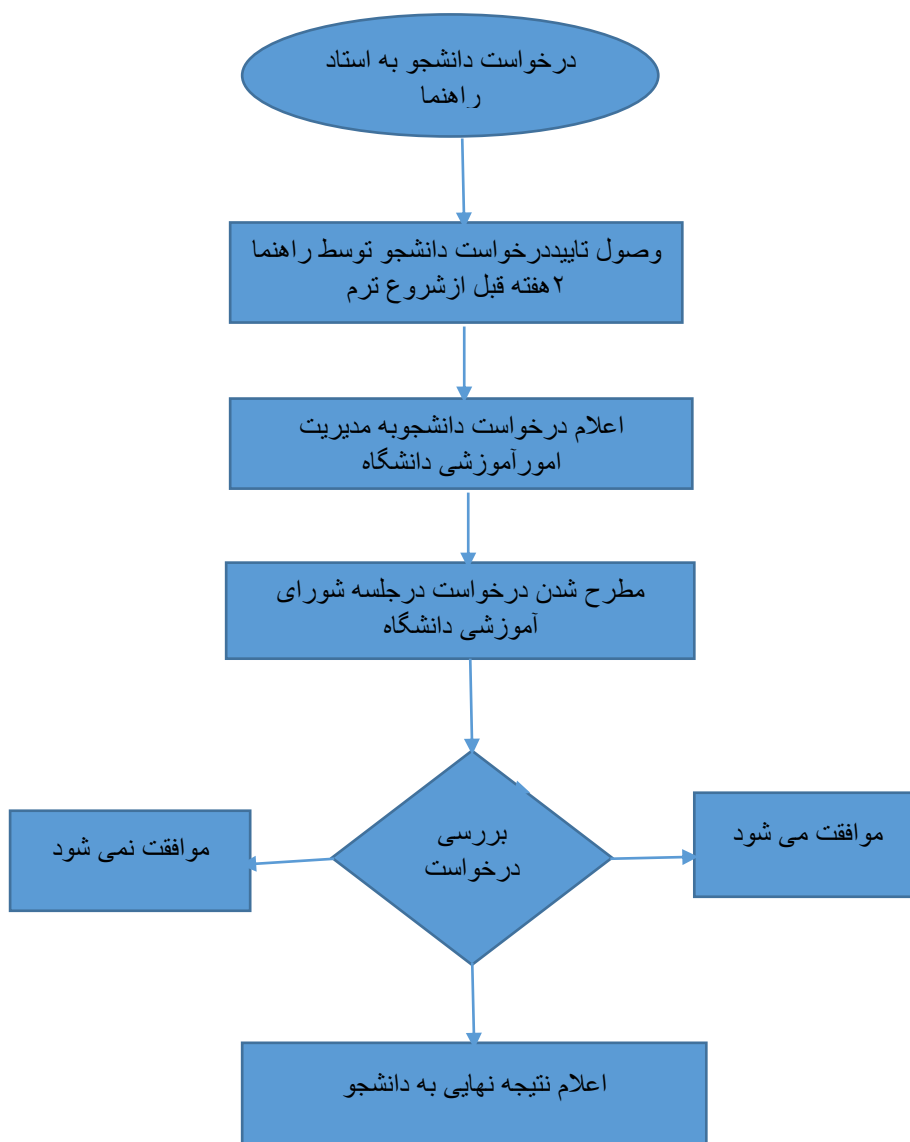 درخواست دانشجو به استاد
راهنما
وصول تاییددرخواست دانشجو توسط راهنما
۲هفته قبل ازشروع ترم
اعلام درخواست دانشجوبه مدیریت
امورآموزشی دانشگاه
مطرح شدن درخواست درجلسه شورای
آموزشی دانشگاه
بررسی
درخواست
موافقت می شود
موافقت نمی شود
اعلام نتیجه نهایی به دانشجو